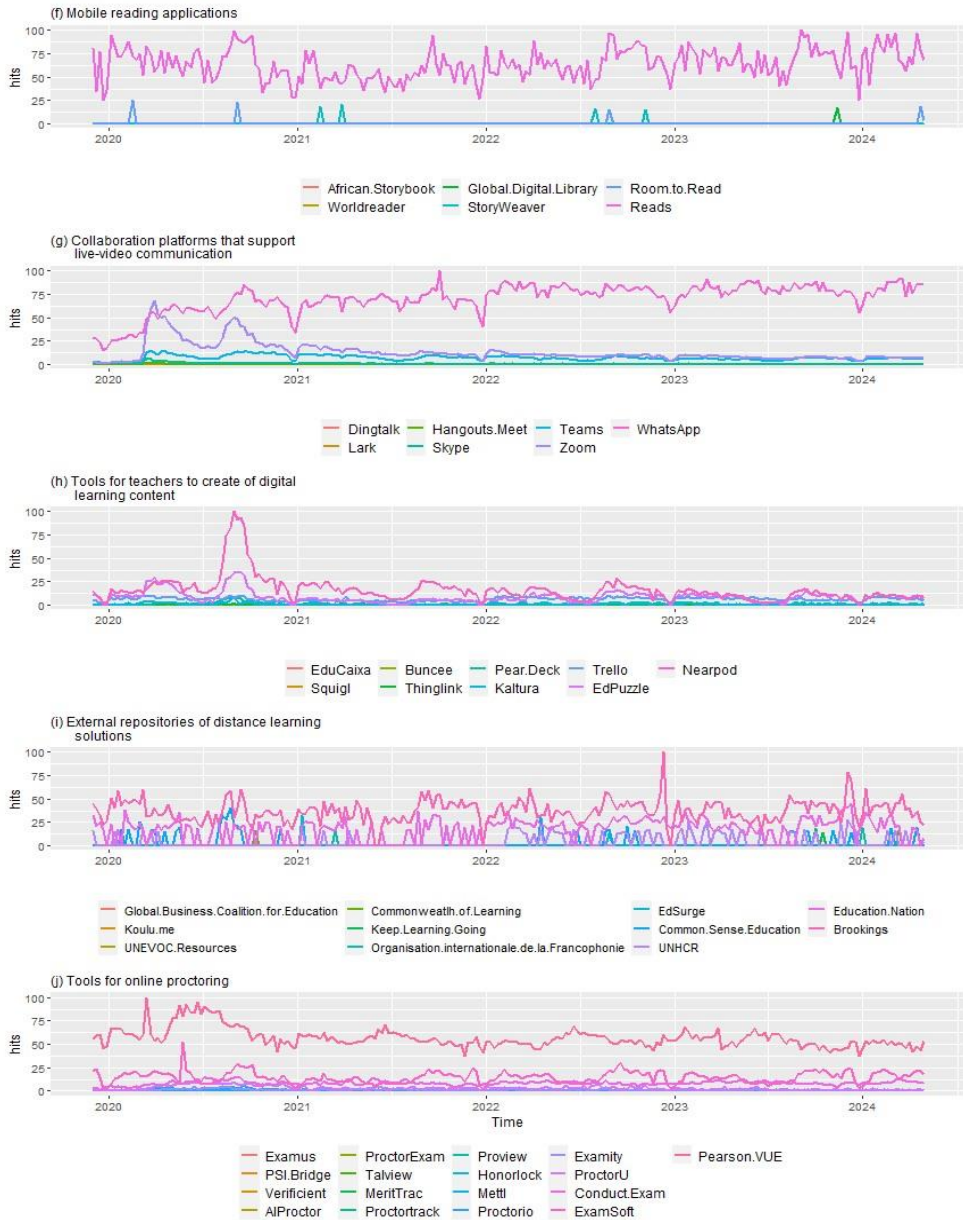 (f) Mobile reading applications
100
75
50
25
0
hits
2020 2021 2022 2023 2024
African.Storybook Global.Digital.Library Room.to.Read
Worldreader StoryWeaver Reads
(g) Collaboration platforms that support
live-video communication
100
75
50
25
0
hits
2020 2021 2022 2023 2024
Dingtalk Hangouts.Meet Teams WhatsApp
Lark Skype Zoom
(h) Tools for teachers to create of digital
learning content
100
75
50
25
0
hits
2020 2021 2022 2023 2024
EduCaixa Buncee Pear.Deck Trello Nearpod
Squigl Thinglink Kaltura EdPuzzle
(i) External repositories of distance learning
solutions
100
75
50
25
0
hits
2020 2021 2022 2023 2024
Global.Business.Coalition.for.Education Commonwealth.of.Learning EdSurge Education.Nation
Koulu.me Keep.Learning.Going Common.Sense.Education Brookings
UNEVOC.Resources Organisation.internationale.de.la.Francophonie UNHCR
(j) Tools for online proctoring
100
75
50
25
0
hits
2020 2021 2022 2023 2024
Time
Examus ProctorExam Proview Examity Pearson.VUE
PSI.Bridge Talview Honorlock ProctorU
Verificient MeritTrac Mettl Conduct.Exam
AIProctor Proctortrack Proctorio ExamSoft